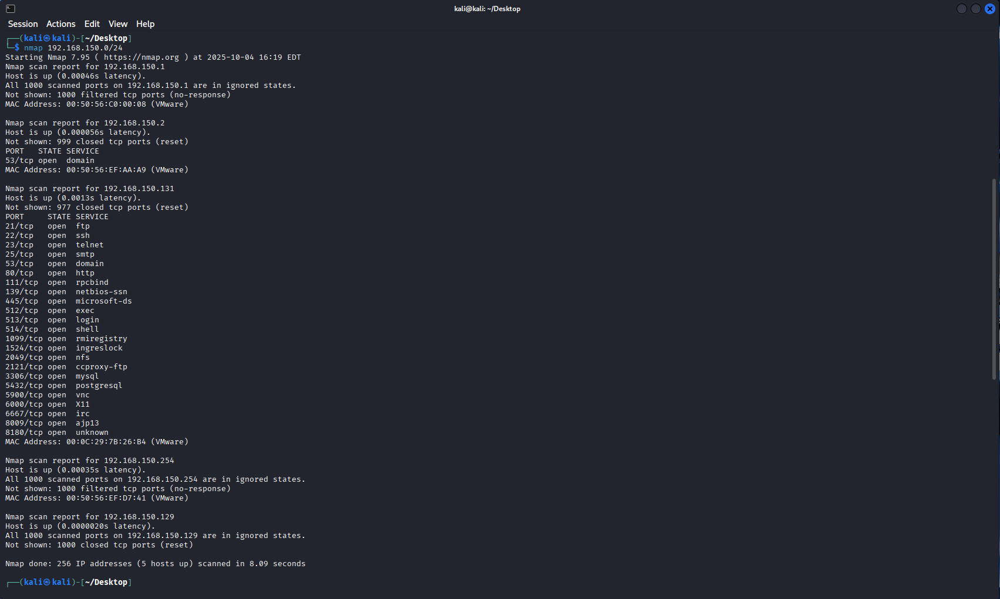 kali@kali: ~/Desktop
Session Actions Edit View Help
┌──(kali㉿kali)-[~/Desktop]
└─$ nmap 192.168.150.0/24
Starting Nmap 7.95 ( https://nmap.org ) at 2025-10-04 16:19 EDT
Nmap scan report for 192.168.150.1
Host is up (0.00046s latency).
All 1000 scanned ports on 192.168.150.1 are in ignored states.
Not shown: 1000 filtered tcp ports (no-response)
MAC Address: 00:50:56:C0:00:08 (VMware)

Nmap scan report for 192.168.150.2
Host is up (0.000056s latency).
Not shown: 999 closed tcp ports (reset)
PORT   STATE SERVICE
53/tcp open  domain
MAC Address: 00:50:56:EF:AA:A9 (VMware)

Nmap scan report for 192.168.150.131
Host is up (0.0013s latency).
Not shown: 977 closed tcp ports (reset)
PORT     STATE SERVICE
21/tcp   open  ftp
22/tcp   open  ssh
23/tcp   open  telnet
25/tcp   open  smtp
53/tcp   open  domain
80/tcp   open  http
111/tcp  open  rpcbind
139/tcp  open  netbios-ssn
445/tcp  open  microsoft-ds
512/tcp  open  exec
513/tcp  open  login
514/tcp  open  shell
1099/tcp open  rmiregistry
1524/tcp open  ingreslock
2049/tcp open  nfs
2121/tcp open  ccproxy-ftp
3306/tcp open  mysql
5432/tcp open  postgresql
5900/tcp open  vnc
6000/tcp open  X11
6667/tcp open  irc
8009/tcp open  ajp13
8180/tcp open  unknown
MAC Address: 00:0C:29:7B:26:B4 (VMware)

Nmap scan report for 192.168.150.254
Host is up (0.00035s latency).
All 1000 scanned ports on 192.168.150.254 are in ignored states.
Not shown: 1000 filtered tcp ports (no-response)
MAC Address: 00:50:56:EF:D7:41 (VMware)

Nmap scan report for 192.168.150.129
Host is up (0.0000020s latency).
All 1000 scanned ports on 192.168.150.129 are in ignored states.
Not shown: 1000 closed tcp ports (reset)

Nmap done: 256 IP addresses (5 hosts up) scanned in 8.09 seconds

┌──(kali㉿kali)-[~/Desktop]